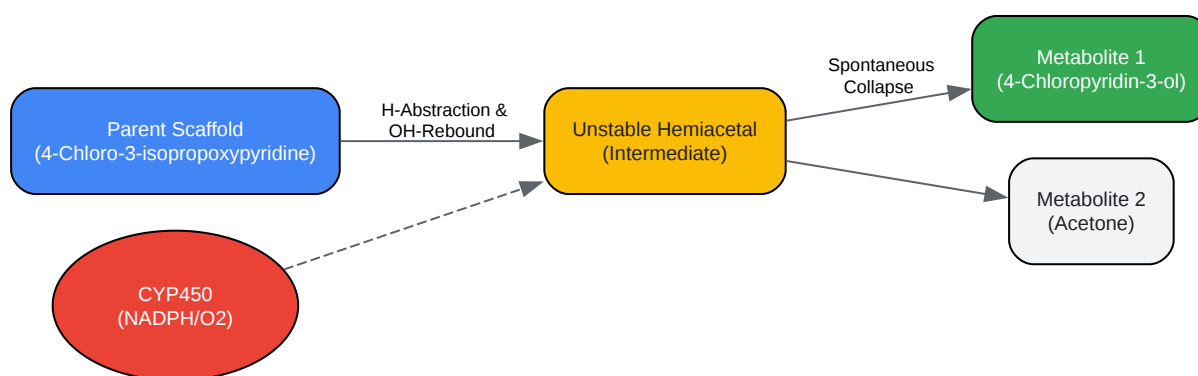 Parent Scaffold
(4-Chloro-3-isopropoxypyridine)
H-Abstraction &
OH-Rebound
Unstable Hemiacetal
(Intermediate)
Spontaneous
Collapse
Metabolite 1
(4-Chloropyridin-3-ol)
Metabolite 2
(Acetone)
CYP450
(NADPH/O2)